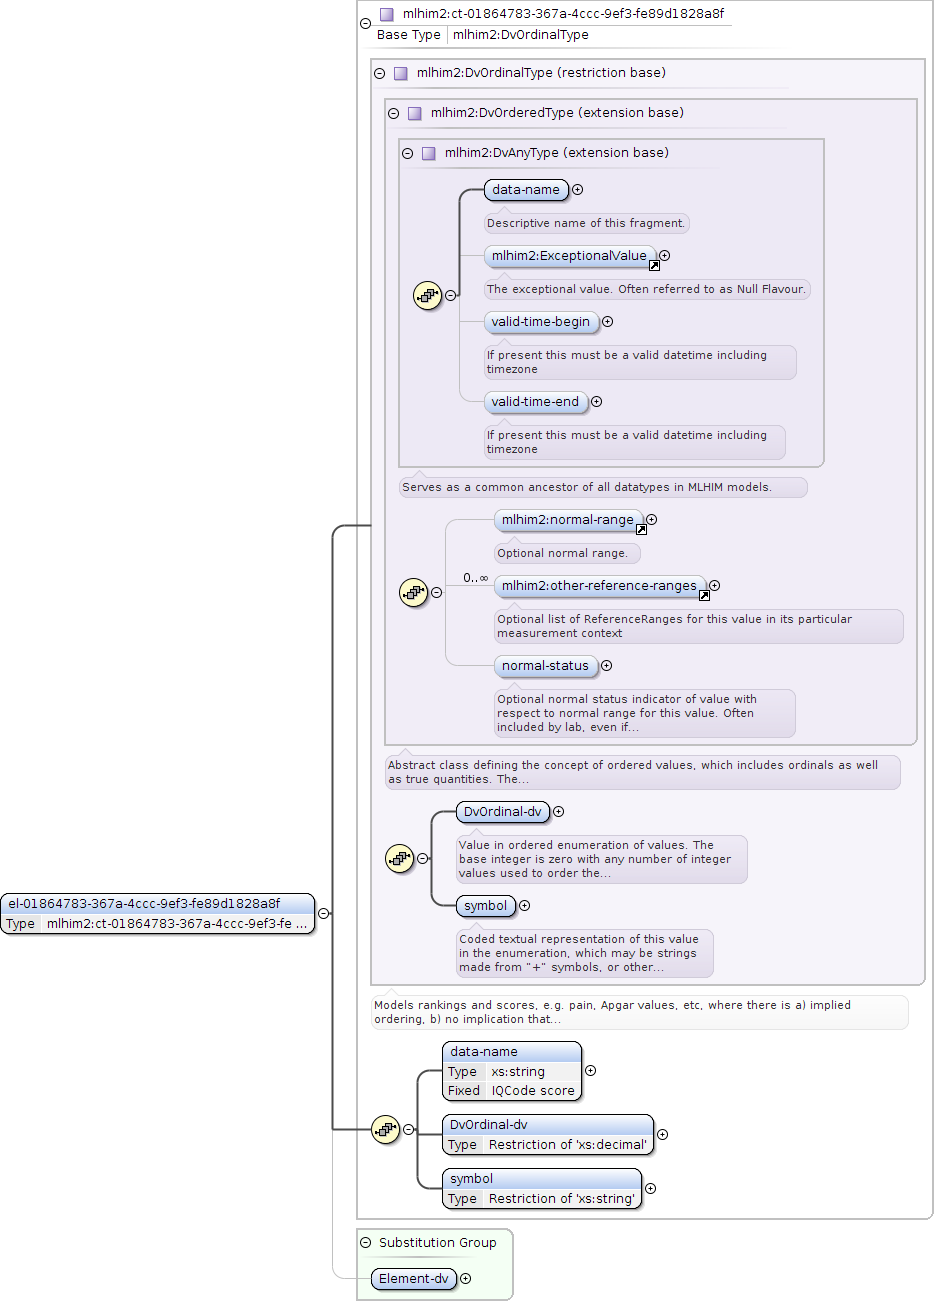 mlhim2:ct-01864783-367a-4ccc-9ef3-fe89d1828a8f
Base Type mlhim2:DvOrdinalType
mlhim2:DvOrdinalType (restriction base)
mlhim2:DvOrderedType (extension base)
mlhim2:DvAnyType (extension base)
data-name
Descriptive name of this fragment.
mlhim2:ExceptionalValue
The exceptional value. Often referred to as Null Flavour.
valid-time-begin
If present this must be a valid datetime including
timezone
valid-time-end
If present this must be a valid datetime including
timezone
Serves as a common ancestor of all datatypes in MLHIM models.
mlhim2:normal-range
Optional normal range.
0..∞
mlhim2:other-reference-ranges
Optional list of ReferenceRanges for this value in its particular
measurement context
normal-status
Optional normal status indicator of value with
respect to normal range for this value. Often
included by lab, even if...
Abstract class defining the concept of ordered values, which includes ordinals as well
as true quantities. The...
DvOrdinal-dv
Value in ordered enumeration of values. The
base integer is zero with any number of integer
values used to order the...
symbol
Coded textual representation of this value
in the enumeration, which may be strings
made from "+" symbols, or other...
el-01864783-367a-4ccc-9ef3-fe89d1828a8f
Type mlhim2:ct-01864783-367a-4ccc-9ef3-fe ...
Models rankings and scores, e.g. pain, Apgar values, etc, where there is a) implied
ordering, b) no implication that...
data-name
Type xs:string
Fixed IQCode score
DvOrdinal-dv
Type Restriction of 'xs:decimal'
symbol
Type Restriction of 'xs:string'
Substitution Group
Element-dv